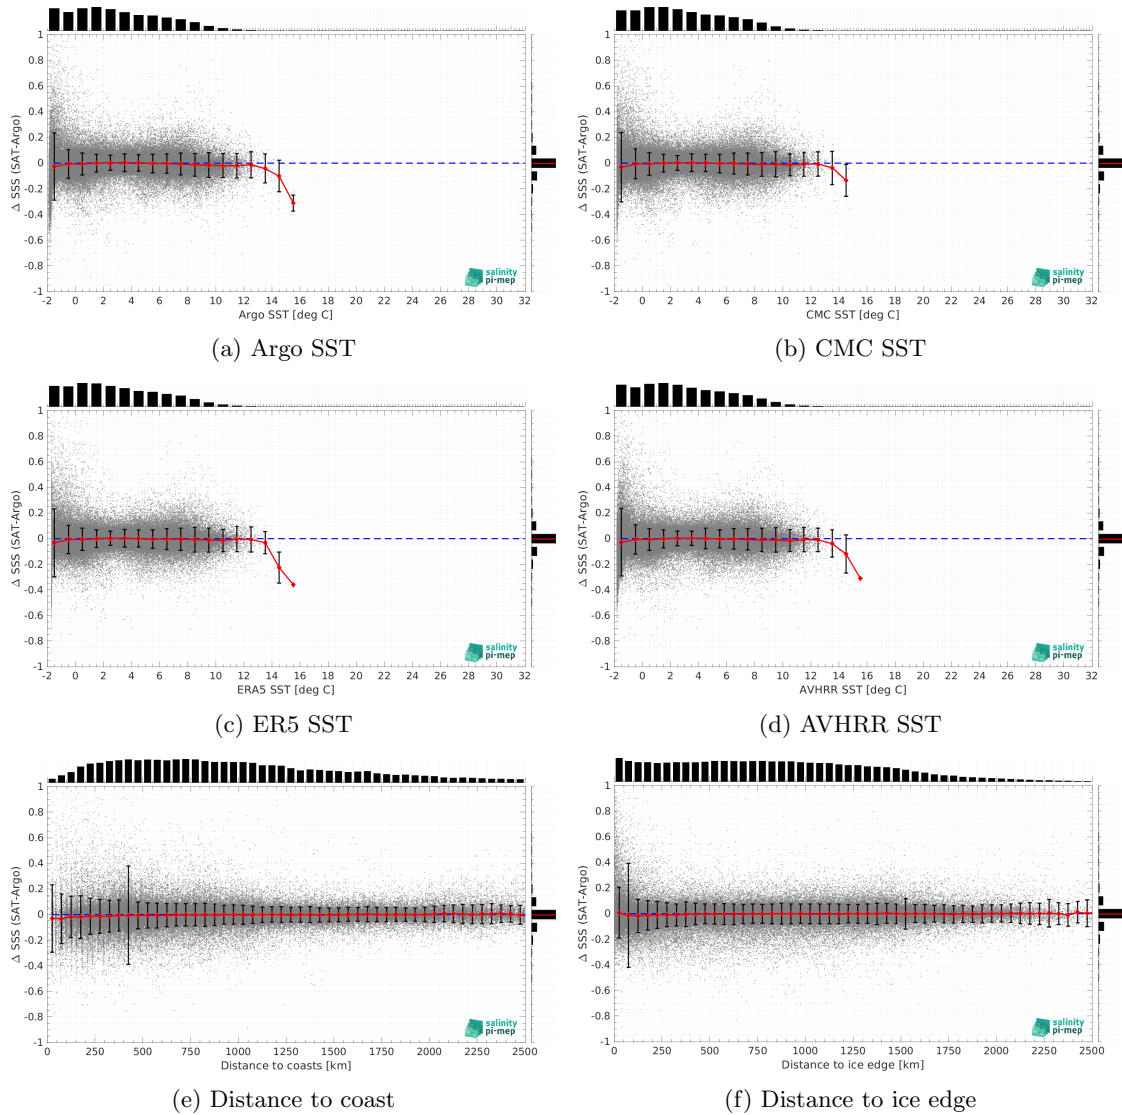 1
0.8
0.6
0.4
0.2
0
-0.2
-0.4
-0.6
-0.8
-1
Δ SSS (SAT-Argo)
salinity
pi-mep
-2 0 2 4 6 8 10 12 14 16 18 20 22 24 26 28 30 32
Argo SST [deg C]
(a) Argo SST
1
0.8
0.6
0.4
0.2
0
-0.2
-0.4
-0.6
-0.8
-1
Δ SSS (SAT-Argo)
salinity
pi-mep
-2 0 2 4 6 8 10 12 14 16 18 20 22 24 26 28 30 32
CMC SST [deg C]
(b) CMC SST
1
0.8
0.6
0.4
0.2
0
-0.2
-0.4
-0.6
-0.8
-1
Δ SSS (SAT-Argo)
salinity
pi-mep
-2 0 2 4 6 8 10 12 14 16 18 20 22 24 26 28 30 32
ERA5 SST [deg C]
(c) ER5 SST
1
0.8
0.6
0.4
0.2
0
-0.2
-0.4
-0.6
-0.8
-1
Δ SSS (SAT-Argo)
salinity
pi-mep
-2 0 2 4 6 8 10 12 14 16 18 20 22 24 26 28 30 32
AVHRR SST [deg C]
(d) AVHRR SST
1
0.8
0.6
0.4
0.2
0
-0.2
-0.4
-0.6
-0.8
-1
Δ SSS (SAT-Argo)
salinity
pi-mep
0 250 500 750 1000 1250 1500 1750 2000 2250 2500
Distance to coasts [km]
(e) Distance to coast
1
0.8
0.6
0.4
0.2
0
-0.2
-0.4
-0.6
-0.8
-1
Δ SSS (SAT-Argo)
salinity
pi-mep
0 250 500 750 1000 1250 1500 1750 2000 2250 2500
Distance to ice edge [km]
(f) Distance to ice edge